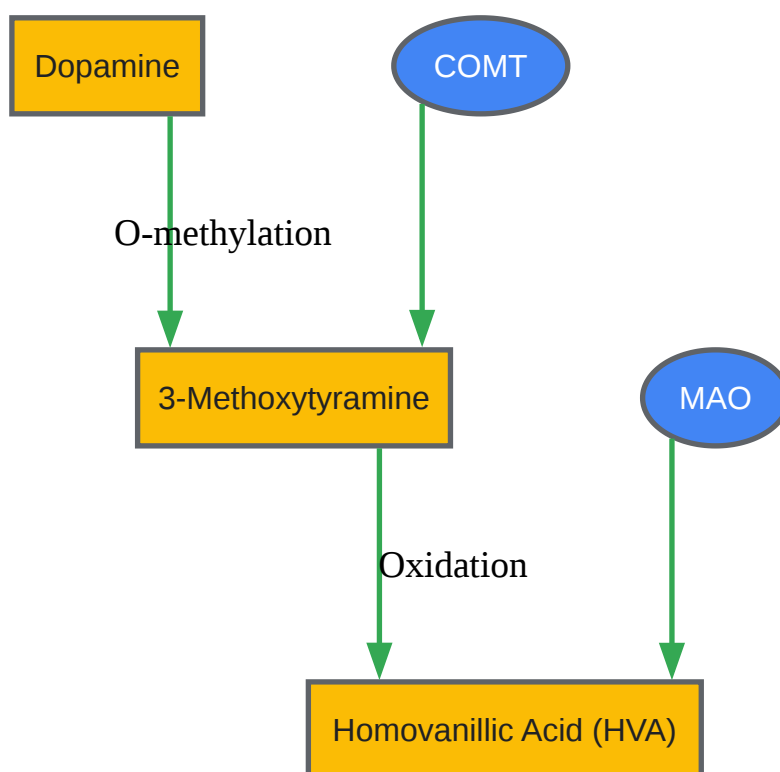 Dopamine
COMT
O-methylation
3-Methoxytyramine
MAO
Oxidation
Homovanillic Acid (HVA)